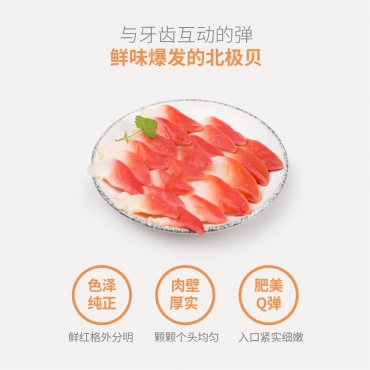 与牙齿互动的弹
鲜味爆发的北极贝
色泽
纯正
肉壁
厚实
肥美
Q弹
鲜红格外分明
颗颗个头均匀
入口紧实细嫩